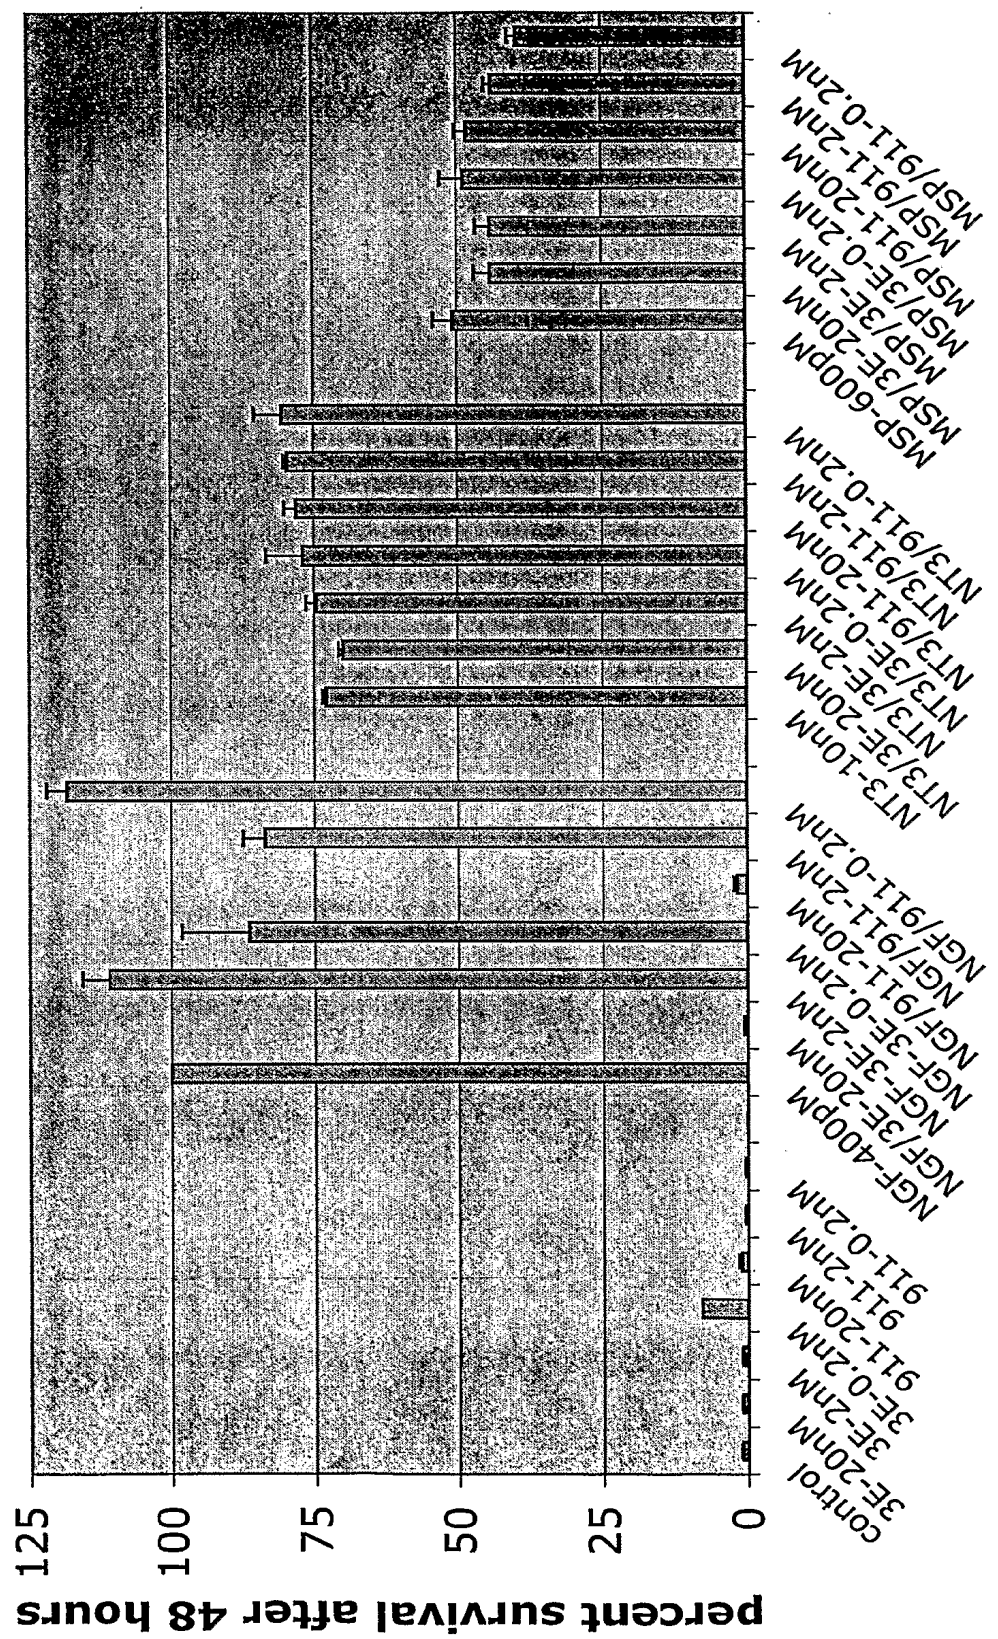 percent survival after 48 hours
125
100
75
50
25
0
control
3E-20nM
3E-2nM
3E-0.2nM
911-20nM
911-2nM
911-0.2nM
NGF-400pM
NGF/3E-20nM
NGF-3E-2nM
NGF-3E-0.2nM
NGF/911-20nM
NGF/911-2nM
NGF/911-0.2nM
NT3-10nM
NT3/3E-20nM
NT3/3E-2nM
NT3/3E-0.2nM
NT3/911-20nM
NT3/911-2nM
NT3/911-0.2nM
MSP-600pM
MSP/3E-20nM
MSP/3E-2nM
MSP/3E-0.2nM
MSP/911-20nM
MSP/911-2nM
MSP/911-0.2nM